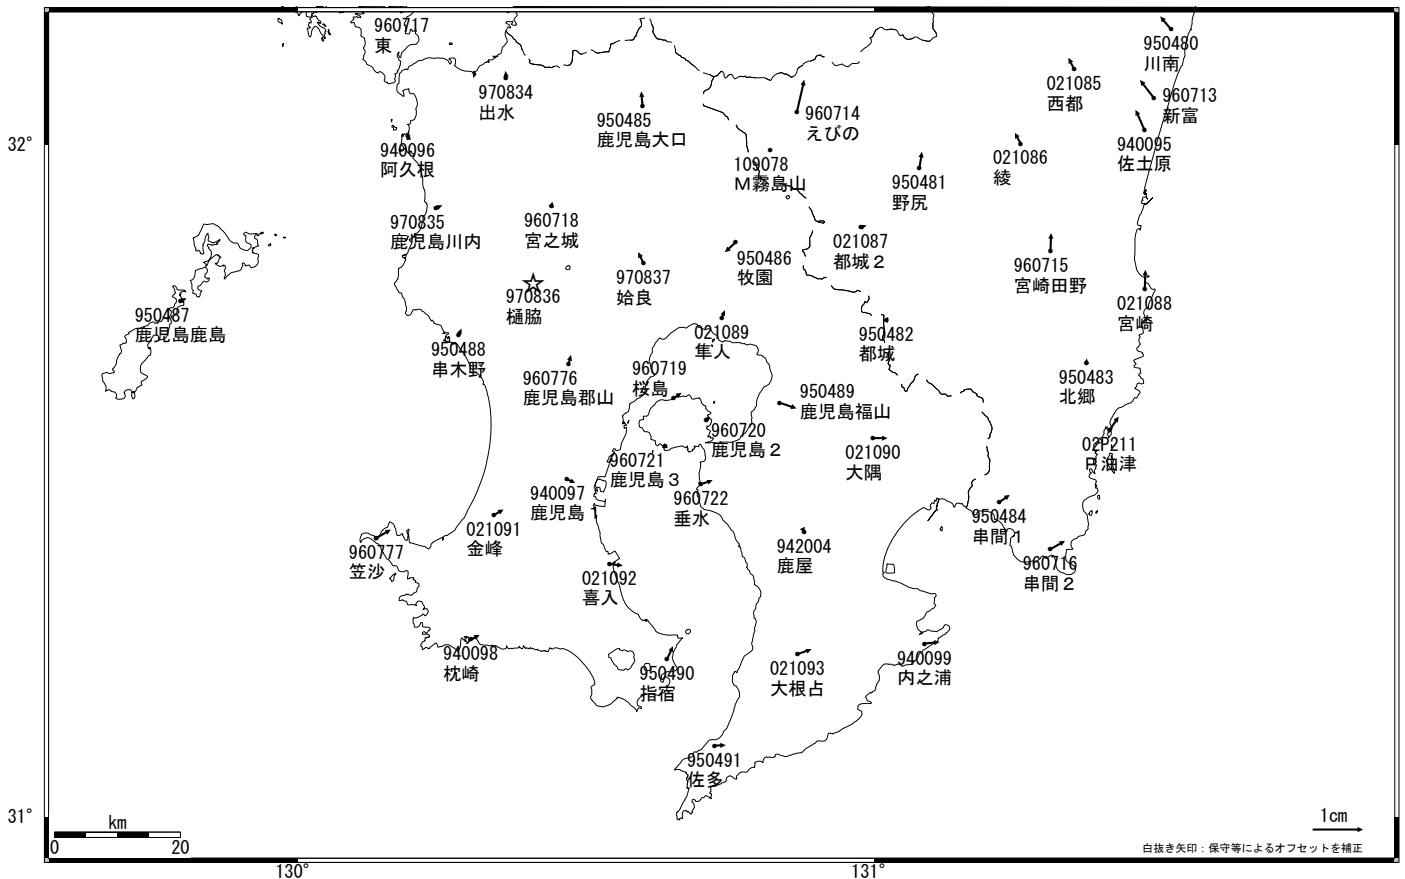 960717
東
950480
川南
970834
出水
021085
西都
960713
新富
950485
鹿児島大口
960714
えびの
32°
940096
阿久根
109078
M霧島山
021086
綾
940095
佐土原
950481
野尻
970835
鹿児島川内
960718
宮之城
021087
都城2
950486
牧園
960715
宮崎田野
970837
姶良
970836
樋脇
021088
宮崎
950487
鹿児島鹿島
021089
隼人
950482
都城
950488
串木野
960776
鹿児島郡山
960719
桜島
950483
北郷
950489
鹿児島福山
960720
鹿児島2
02P211
P油津
021090
大隅
960721
鹿児島3
940097
鹿児島1
960722
垂水
021091
金峰
950484
串間1
960777
笠沙
942004
鹿屋
960716
串間2
021092
喜入
940098
枕崎
950490
指宿
021093
大根占
940099
内之浦
950491
佐多
31°
km
0 20
1cm
白抜き矢印：保守等によるオフセットを補正
130°
131°